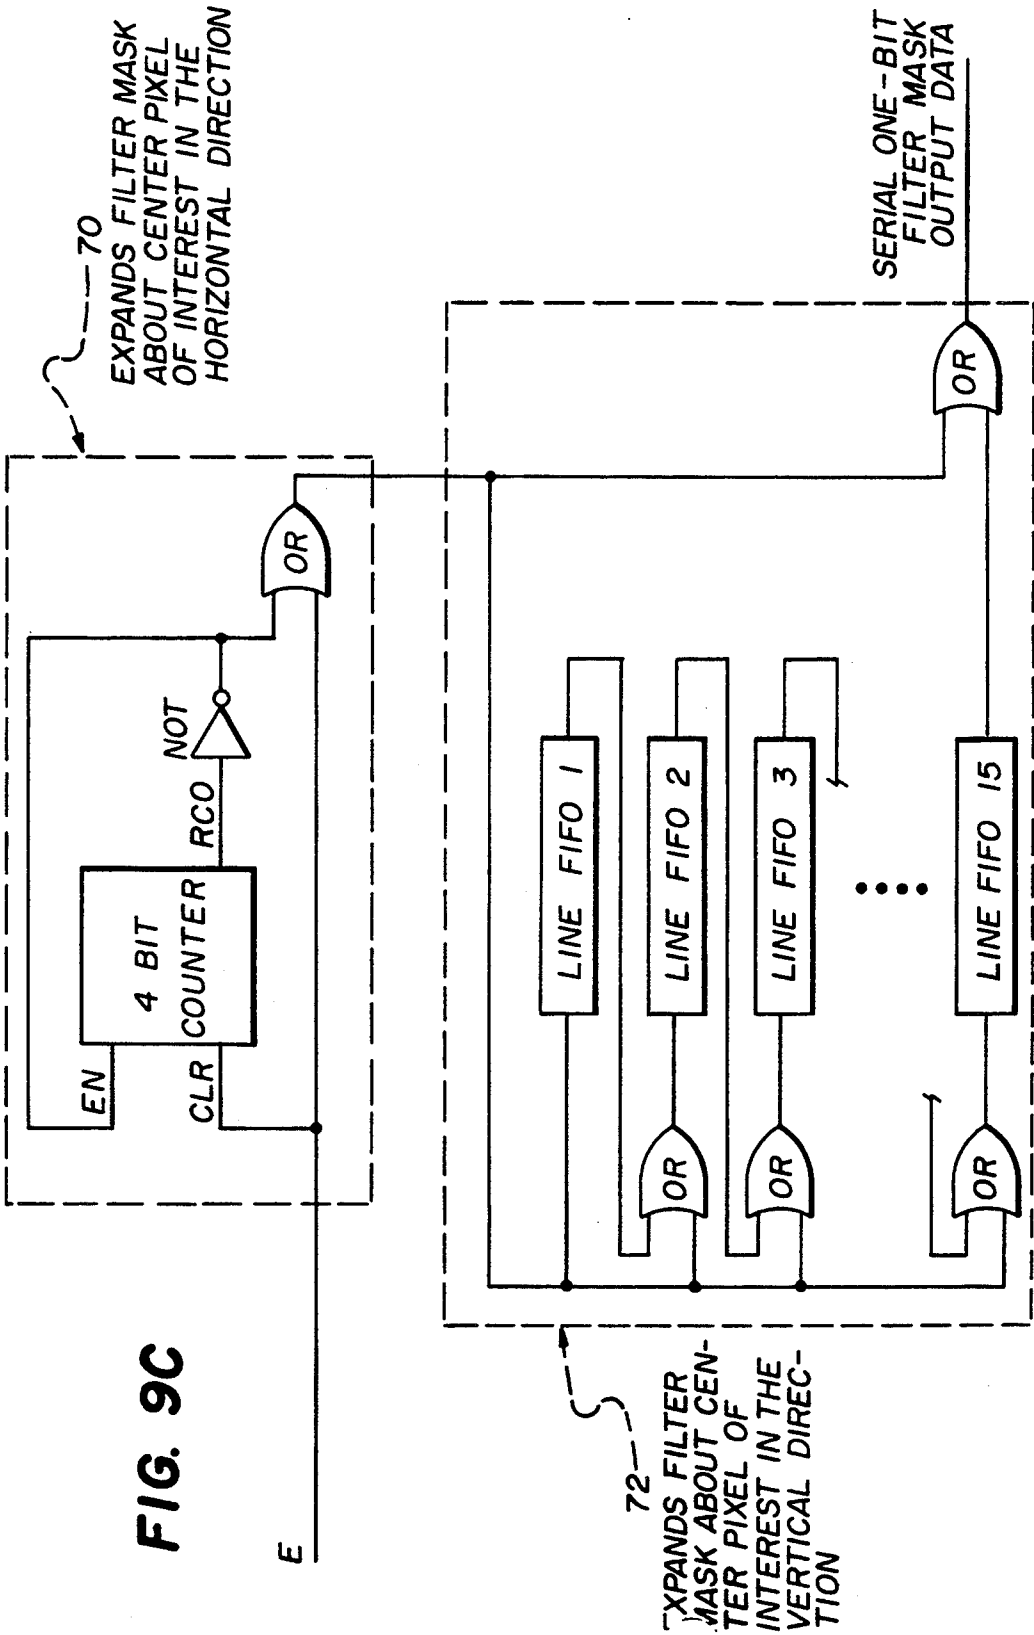 FIG. 9C
E
70
EXPANDS FILTER MASK
ABOUT CENTER PIXEL
OF INTEREST IN THE
HORIZONTAL DIRECTION
EN
CLR
4 BIT
COUNTER
RCO
NOT
OR
72
EXPANDS FILTER
MASK ABOUT CEN-
TER PIXEL OF
INTEREST IN THE
VERTICAL DIREC-
TION
LINE FIFO 1
OR
LINE FIFO 2
OR
LINE FIFO 3
OR
LINE FIFO 15
OR
SERIAL ONE-BIT
FILTER MASK
OUTPUT DATA